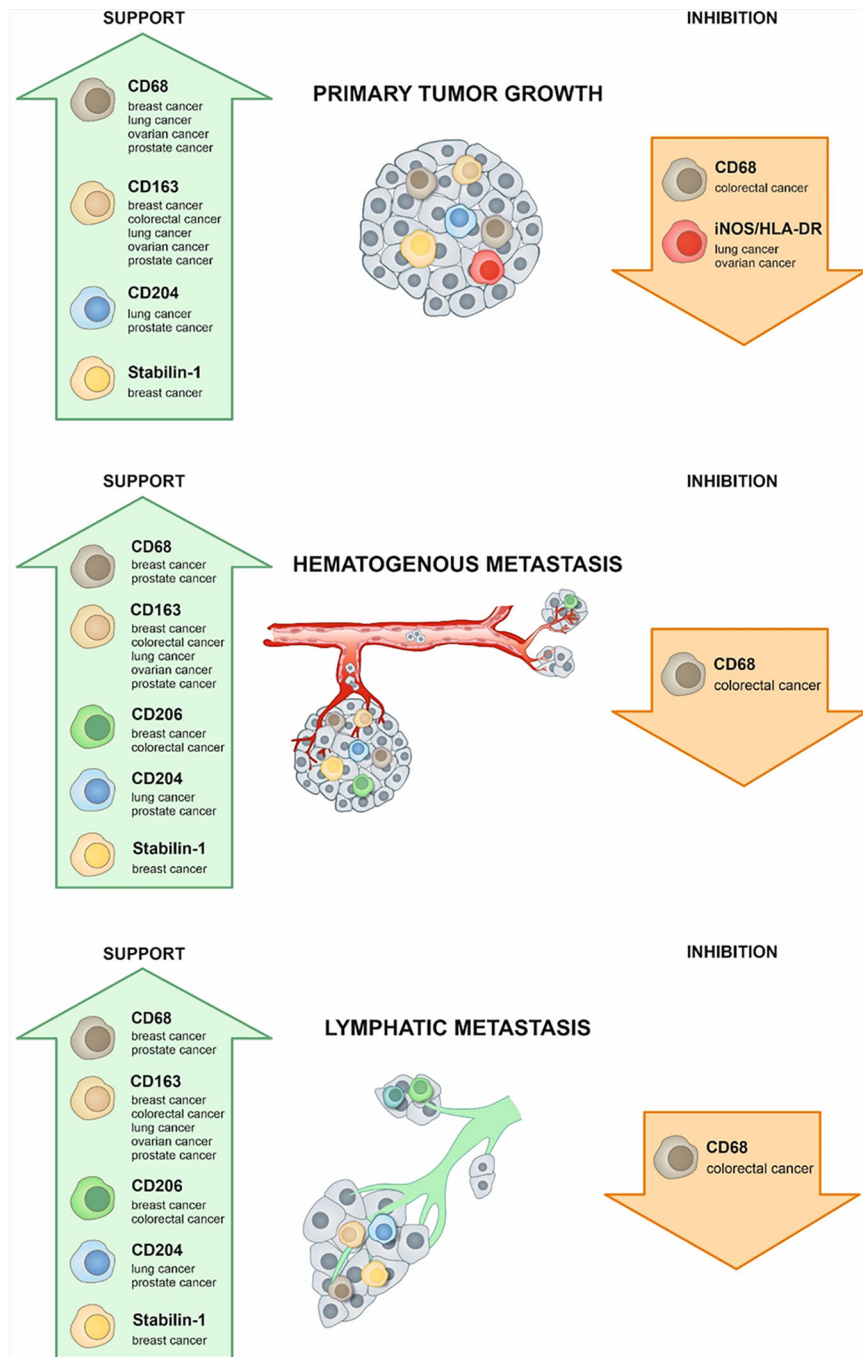 SUPPORT
INHIBITION
PRIMARY TUMOR GROWTH
CD68
breast cancer
lung cancer
ovarian cancer
prostate cancer
CD163
breast cancer
colorectal cancer
lung cancer
ovarian cancer
prostate cancer
CD204
lung cancer
prostate cancer
Stabilin-1
breast cancer
CD68
colorectal cancer
iNOS/HLA-DR
lung cancer
ovarian cancer
SUPPORT
INHIBITION
HEMATOGENOUS METASTASIS
CD68
breast cancer
prostate cancer
CD163
breast cancer
colorectal cancer
lung cancer
ovarian cancer
prostate cancer
CD206
breast cancer
colorectal cancer
CD204
lung cancer
prostate cancer
Stabilin-1
breast cancer
CD68
colorectal cancer
SUPPORT
INHIBITION
LYMPHATIC METASTASIS
CD68
breast cancer
prostate cancer
CD163
breast cancer
colorectal cancer
lung cancer
ovarian cancer
prostate cancer
CD206
breast cancer
colorectal cancer
CD204
lung cancer
prostate cancer
Stabilin-1
breast cancer
CD68
colorectal cancer